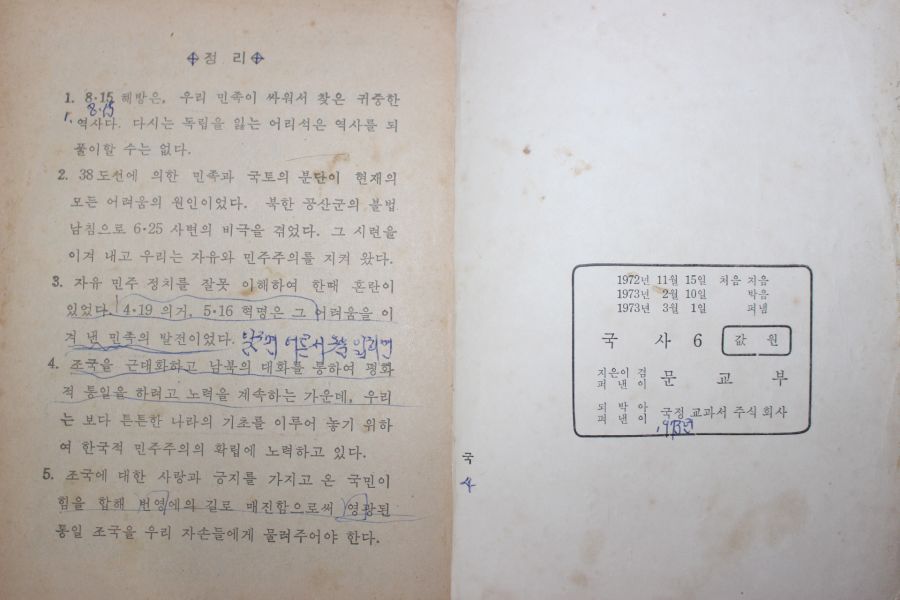 정 리
1. 8·15 해방은, 우리 민족이 싸워서 찾은 귀중한
1. 8·15
역사다. 다시는 독립을 잃는 어리석은 역사를 되
풀이할 수는 없다.
2. 38도선에 의한 민족과 국토의 분단이 현재의
모든 어려움의 원인이었다. 북한 공산군의 불법
남침으로 6·25 사변의 비극을 겪었다. 그 시련을
이겨 내고 우리는 자유와 민주주의를 지켜 왔다.
3. 자유 민주 정치를 잘못 이해하여 한때 혼란이
있었다. 4·19 의거, 5·16 혁명은 그 어려움을 이
겨 낸 민족의 발전이었다.
4. 조국을 근대화하고 남북의 대화를 통하여 평화
적 통일을 하려고 노력을 계속하는 가운데, 우리
는 보다 튼튼한 나라의 기초를 이루어 놓기 위하
여 한국적 민주주의의 확립에 노력하고 있다.
5. 조국에 대한 사랑과 긍지를 가지고 온 국민이
힘을 합해 번영에의 길로 매진함으로써 영광된
통일 조국을 우리 자손들에게 물려주어야 한다.
1972년 11월 15일 처음 지음
1973년 2월 10일 박음
1973년 3월 1일 펴냄
국 사 6 값 원
지은이 겸
펴낸이 문 교 부
되박아
펴낸이 국정 교과서 주식 회사
1973년
국